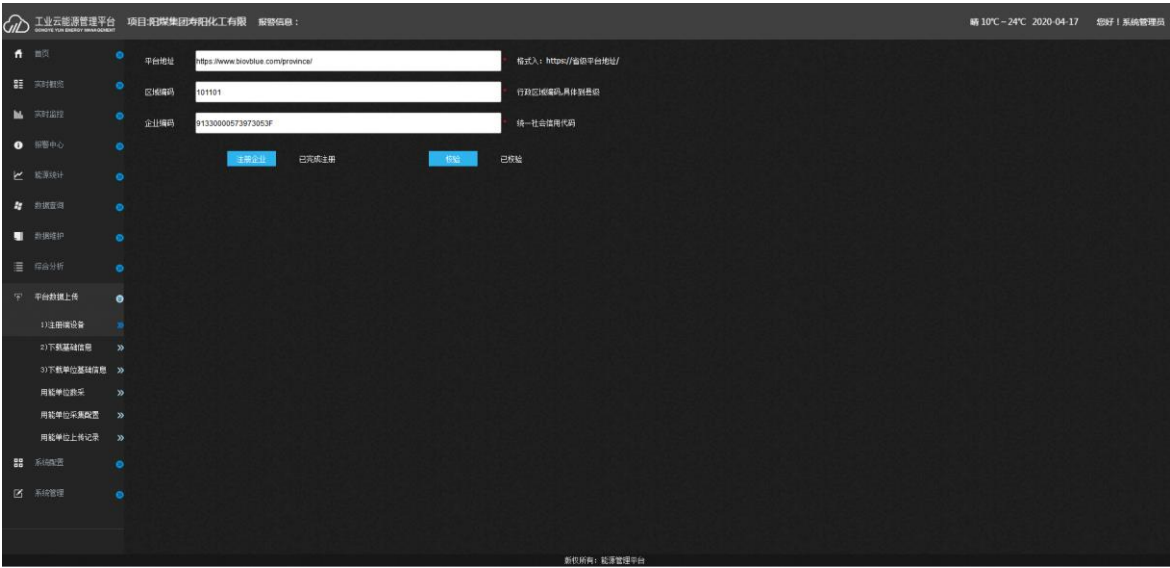 工业云能源管理平台 项目:阳煤集团寿阳化工有限 报警信息： 晴 10℃~24℃ 2020-04-17 您好！系统管理员
GONGYE YUN ENERGY MANAGEMENT
首页
实时概览
实时监控
报警中心
能源统计
数据查询
数据维护
综合分析
平台数据上传
1)注册端设备
2)下载基础信息
3)下载单位基础信息
用能单位数采
用能单位采集配置
用能单位上传记录
系统配置
系统管理
平台地址 https://www.biovblue.com/province/ * 格式入：https://省级平台地址/
区域编码 101101 * 行政区域编码,具体到县级
企业编码 91330000573973053F * 统一社会信用代码
注册企业 已完成注册 校验 已校验
版权所有：能源管理平台